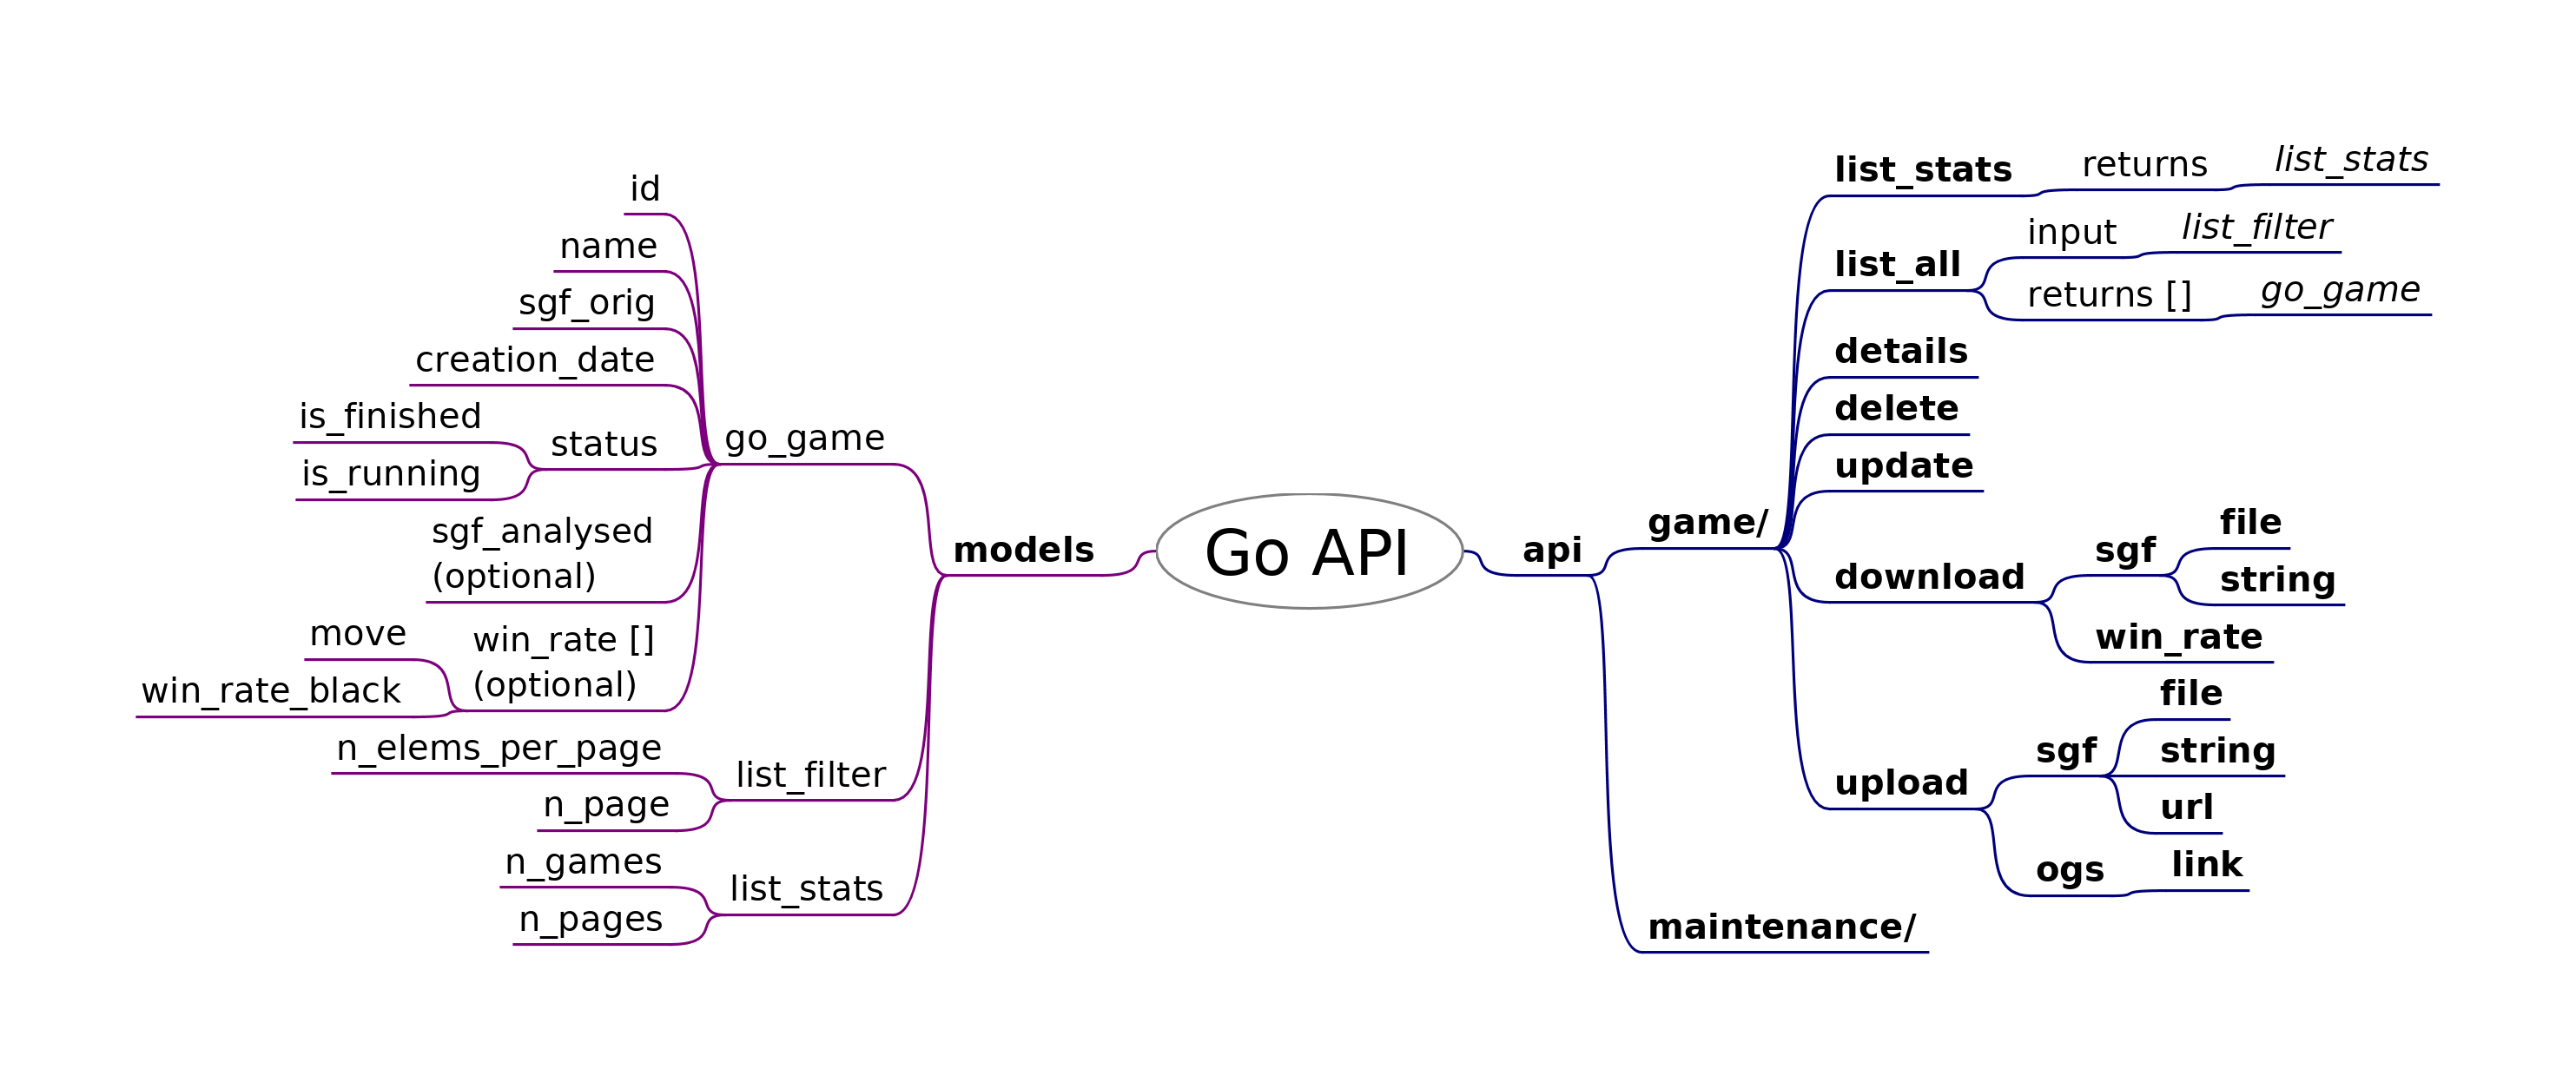 Go API
models
go_game
id
name
sgf_orig
creation_date
status
is_finished
is_running
sgf_analysed
(optional)
win_rate []
(optional)
move
win_rate_black
list_filter
n_elems_per_page
n_page
list_stats
n_games
n_pages
api
game/
list_stats
returns
list_stats
list_all
input
list_filter
returns []
go_game
details
delete
update
download
sgf
file
string
win_rate
upload
sgf
file
string
url
ogs
link
maintenance/